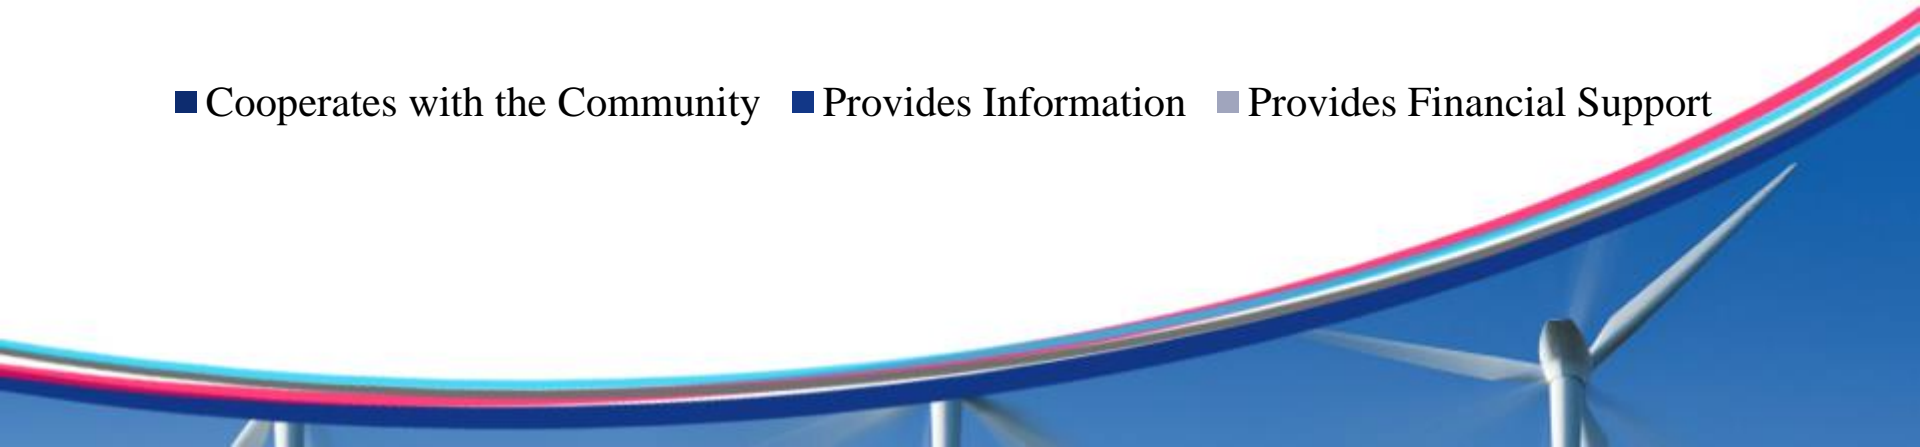 Cooperates with the Community Provides Information Provides Financial Support